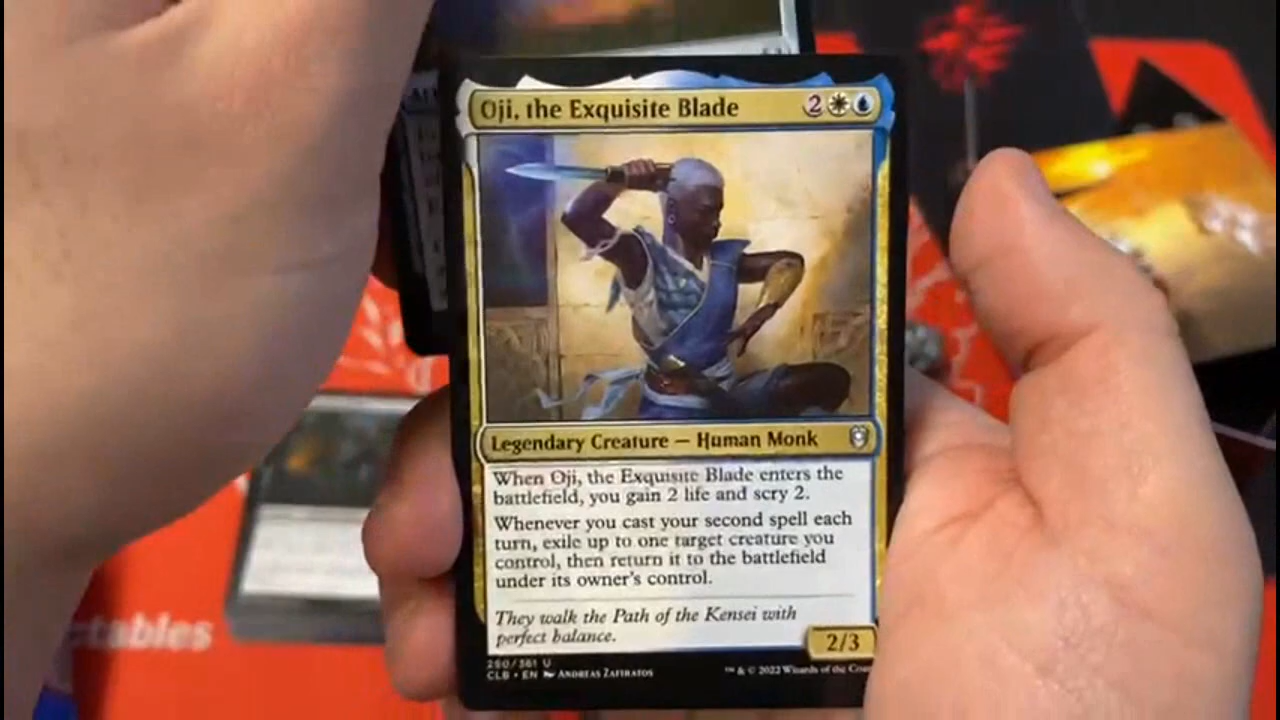 Oji, the Exquisite Blade 2
Legendary Creature — Human Monk
When Oji, the Exquisite Blade enters the
battlefield, you gain 2 life and scry 2.
Whenever you cast your second spell each
turn, exile up to one target creature you
control, then return it to the battlefield
under its owner's control.
They walk the Path of the Kensei with
perfect balance.
2/3
290/361 U
CLB • EN Andreas Zafiratos
™ & © 2022 Wizards of the Coas
ctables